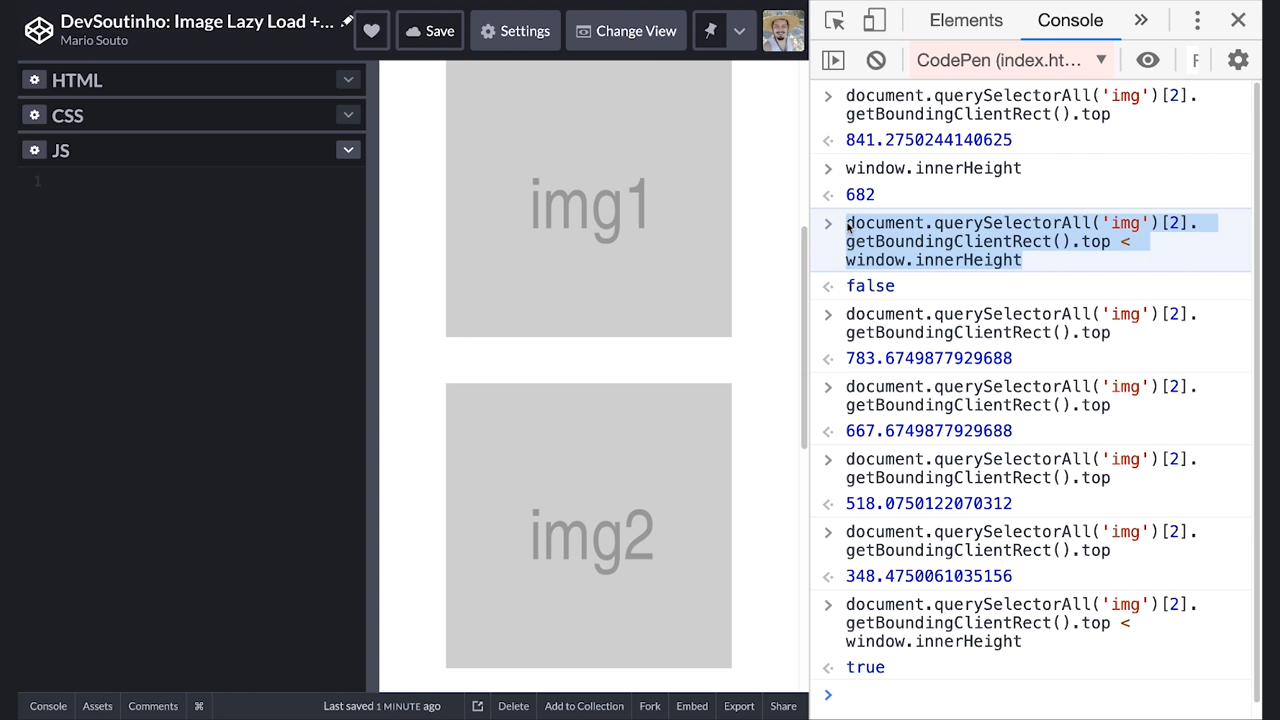 DevSoutinho: Image Lazy Load +...
Mario Souto
Save
Settings
Change View
HTML
CSS
JS
1
img1
img2
Console
Assets
Comments
⌘
Last saved 1 MINUTE ago
Delete
Add to Collection
Fork
Embed
Export
Share
Elements
Console
CodePen (index.ht...
F
document.querySelectorAll('img')[2].
getBoundingClientRect().top
841.2750244140625
window.innerHeight
682
document.querySelectorAll('img')[2].
getBoundingClientRect().top <
window.innerHeight
false
document.querySelectorAll('img')[2].
getBoundingClientRect().top
783.6749877929688
document.querySelectorAll('img')[2].
getBoundingClientRect().top
667.6749877929688
document.querySelectorAll('img')[2].
getBoundingClientRect().top
518.0750122070312
document.querySelectorAll('img')[2].
getBoundingClientRect().top
348.4750061035156
document.querySelectorAll('img')[2].
getBoundingClientRect().top <
window.innerHeight
true